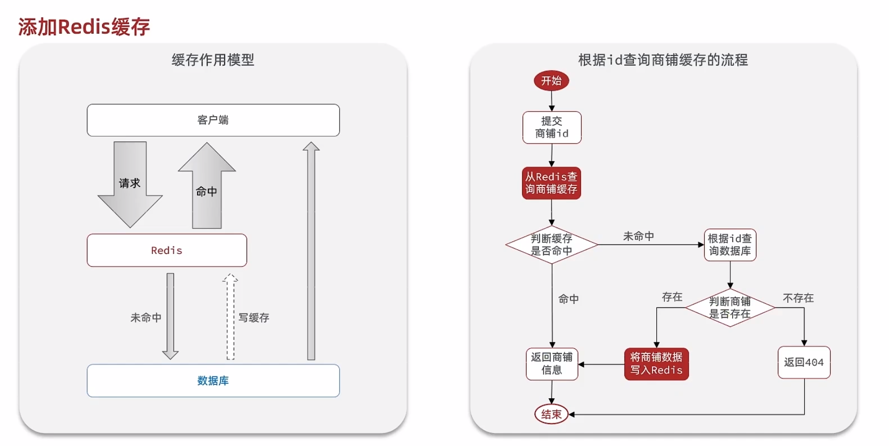 添加Redis缓存
缓存作用模型
客户端
请求
命中
Redis
未命中
写缓存
数据库
根据id查询商铺缓存的流程
开始
提交
商铺id
从Redis查
询商铺缓存
判断缓存
是否命中
未命中
根据id查
询数据库
命中
存在
判断商铺
是否存在
不存在
返回商铺
信息
将商铺数据
写入Redis
返回404
结束